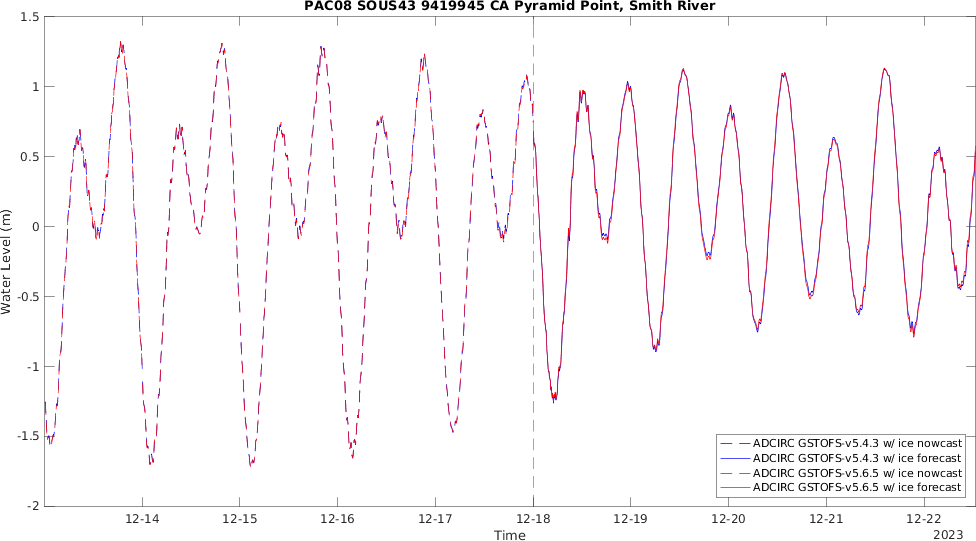 PAC08 SOUS43 9419945 CA Pyramid Point, Smith River
Water Level (m)
1.5
1
0.5
0
-0.5
-1
-1.5
-2
12-14 12-15 12-16 12-17 12-18 12-19 12-20 12-21 12-22
Time
2023
ADCIRC GSTOFS-v5.4.3 w/ ice nowcast
ADCIRC GSTOFS-v5.4.3 w/ ice forecast
ADCIRC GSTOFS-v5.6.5 w/ ice nowcast
ADCIRC GSTOFS-v5.6.5 w/ ice forecast